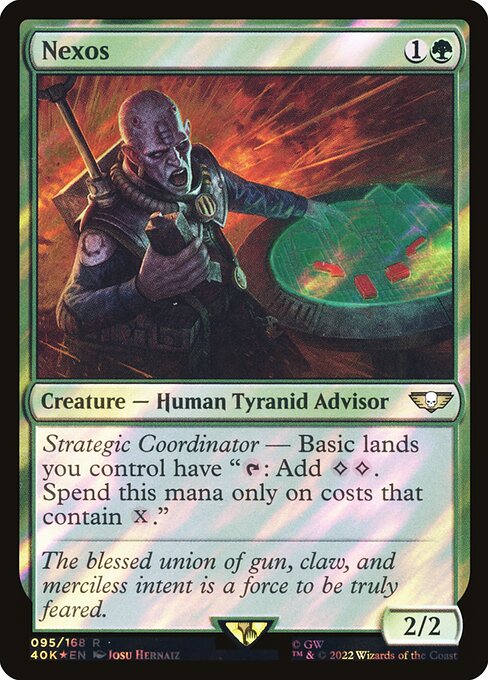 Nexos 1
Creature — Human Tyranid Advisor
Strategic Coordinator — Basic lands
you control have “: Add ◇◇.
Spend this mana only on costs that
contain X.”
The blessed union of gun, claw, and
merciless intent is a force to be truly
feared.
2/2
095/168 R
40K★EN Josu Hernaiz
© GW
™ & © 2022 Wizards of the Coast